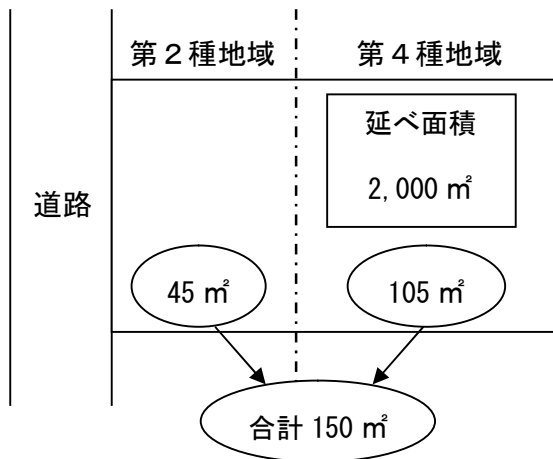 第２種地域
第４種地域
延べ面積
2,000 ㎡
道路
45 ㎡
105 ㎡
合計 150 ㎡